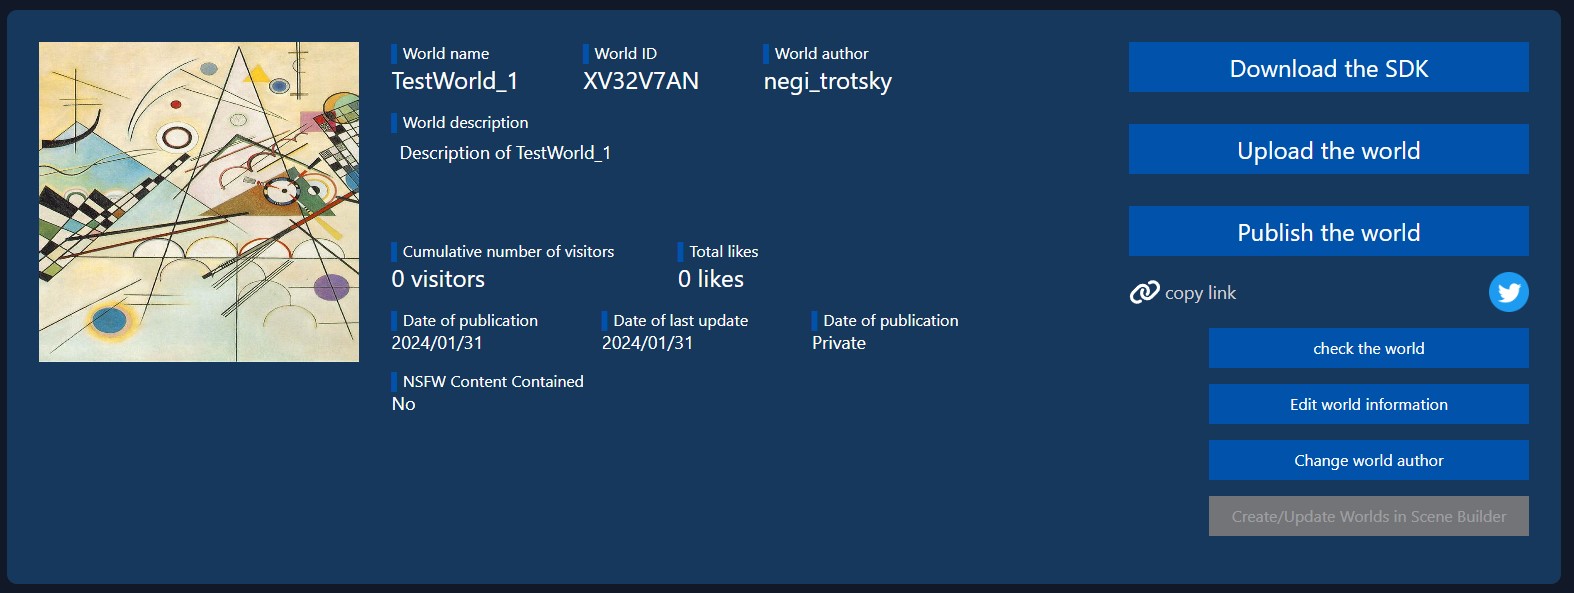 World name
TestWorld_1
World ID
XV32V7AN
World author
negi_trotsky
World description
Description of TestWorld_1
Cumulative number of visitors
0 visitors
Total likes
0 likes
Date of publication
2024/01/31
Date of last update
2024/01/31
Date of publication
Private
NSFW Content Contained
No
Download the SDK
Upload the world
Publish the world
copy link
check the world
Edit world information
Change world author
Create/Update Worlds in Scene Builder